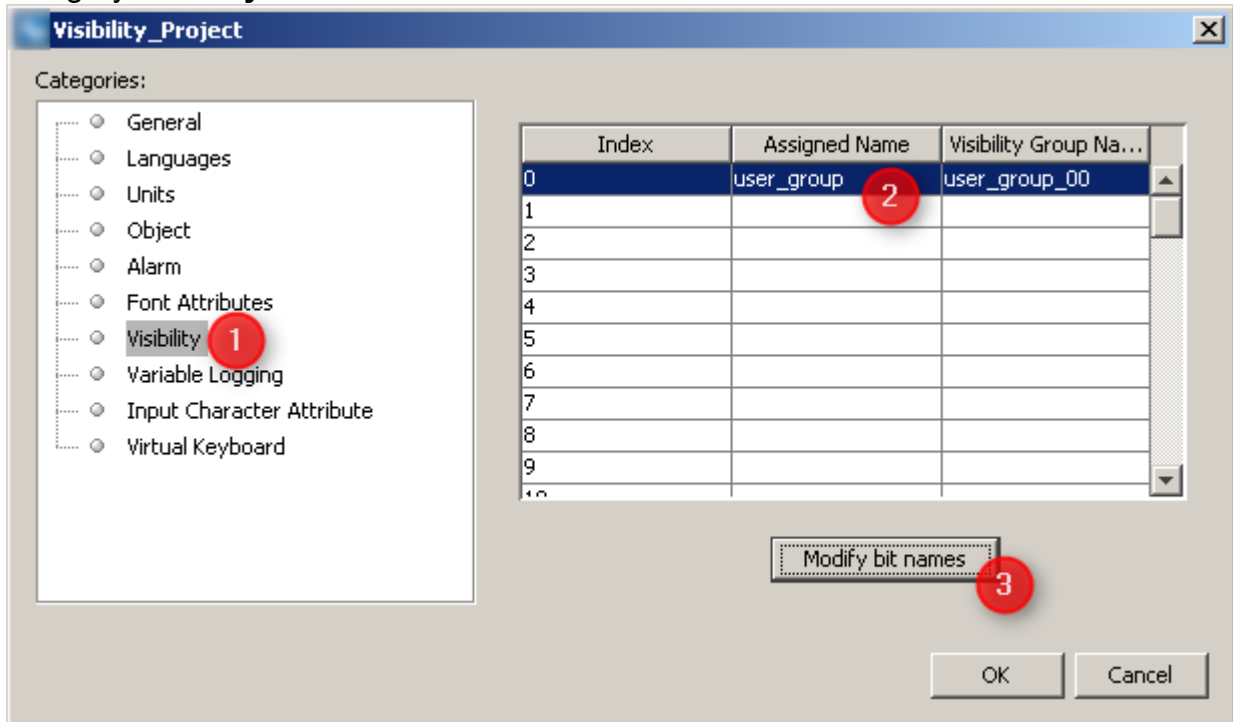 Visibility_Project
Categories:
General
Languages
Units
Object
Alarm
Font Attributes
Visibility 1
Variable Logging
Input Character Attribute
Virtual Keyboard
Index Assigned Name Visibility Group Na...
0 user_group 2 user_group_00
1
2
3
4
5
6
7
8
9
Modify bit names 3
OK Cancel